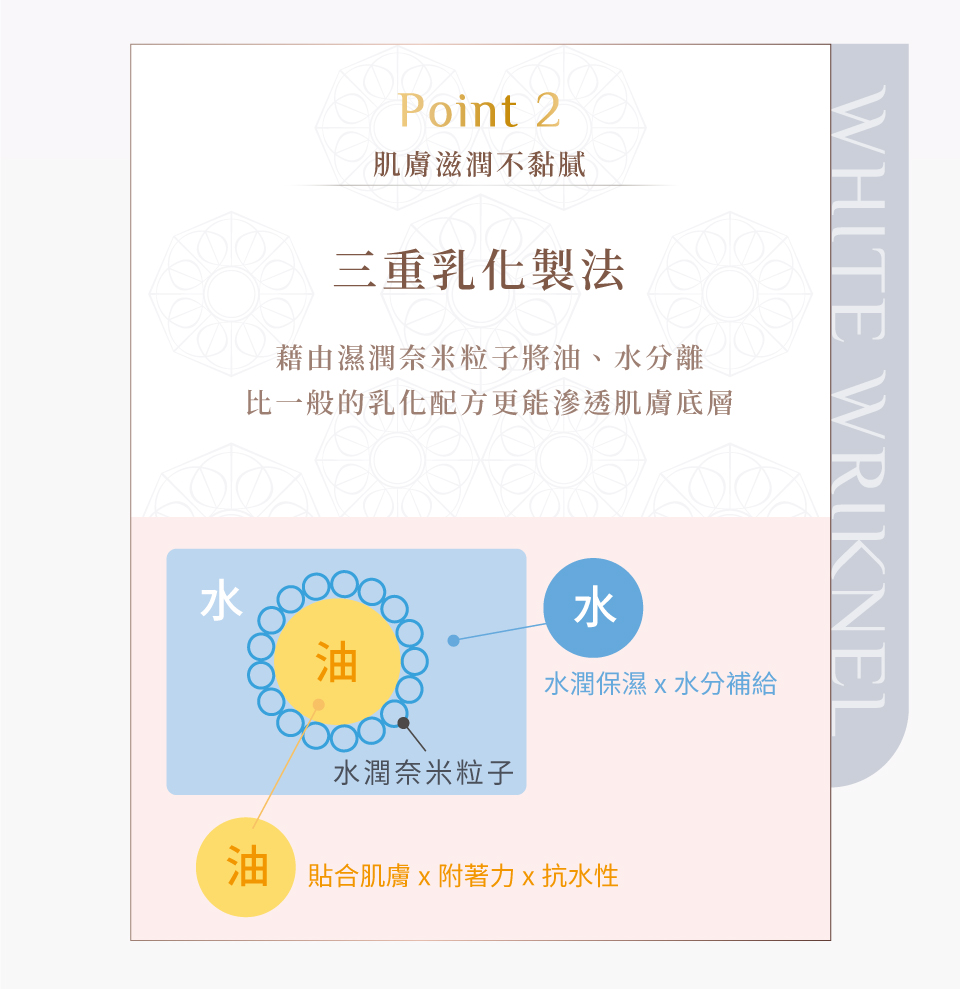 Point 2
肌膚滋潤不黏膩
三重乳化製法
藉由濕潤奈米粒子將油、水分離
比一般的乳化配方更能滲透肌膚底層
WHITE WRIKNEL
水
油
水潤奈米粒子
水
水潤保濕 x 水分補給
油
貼合肌膚 x 附著力 x 抗水性